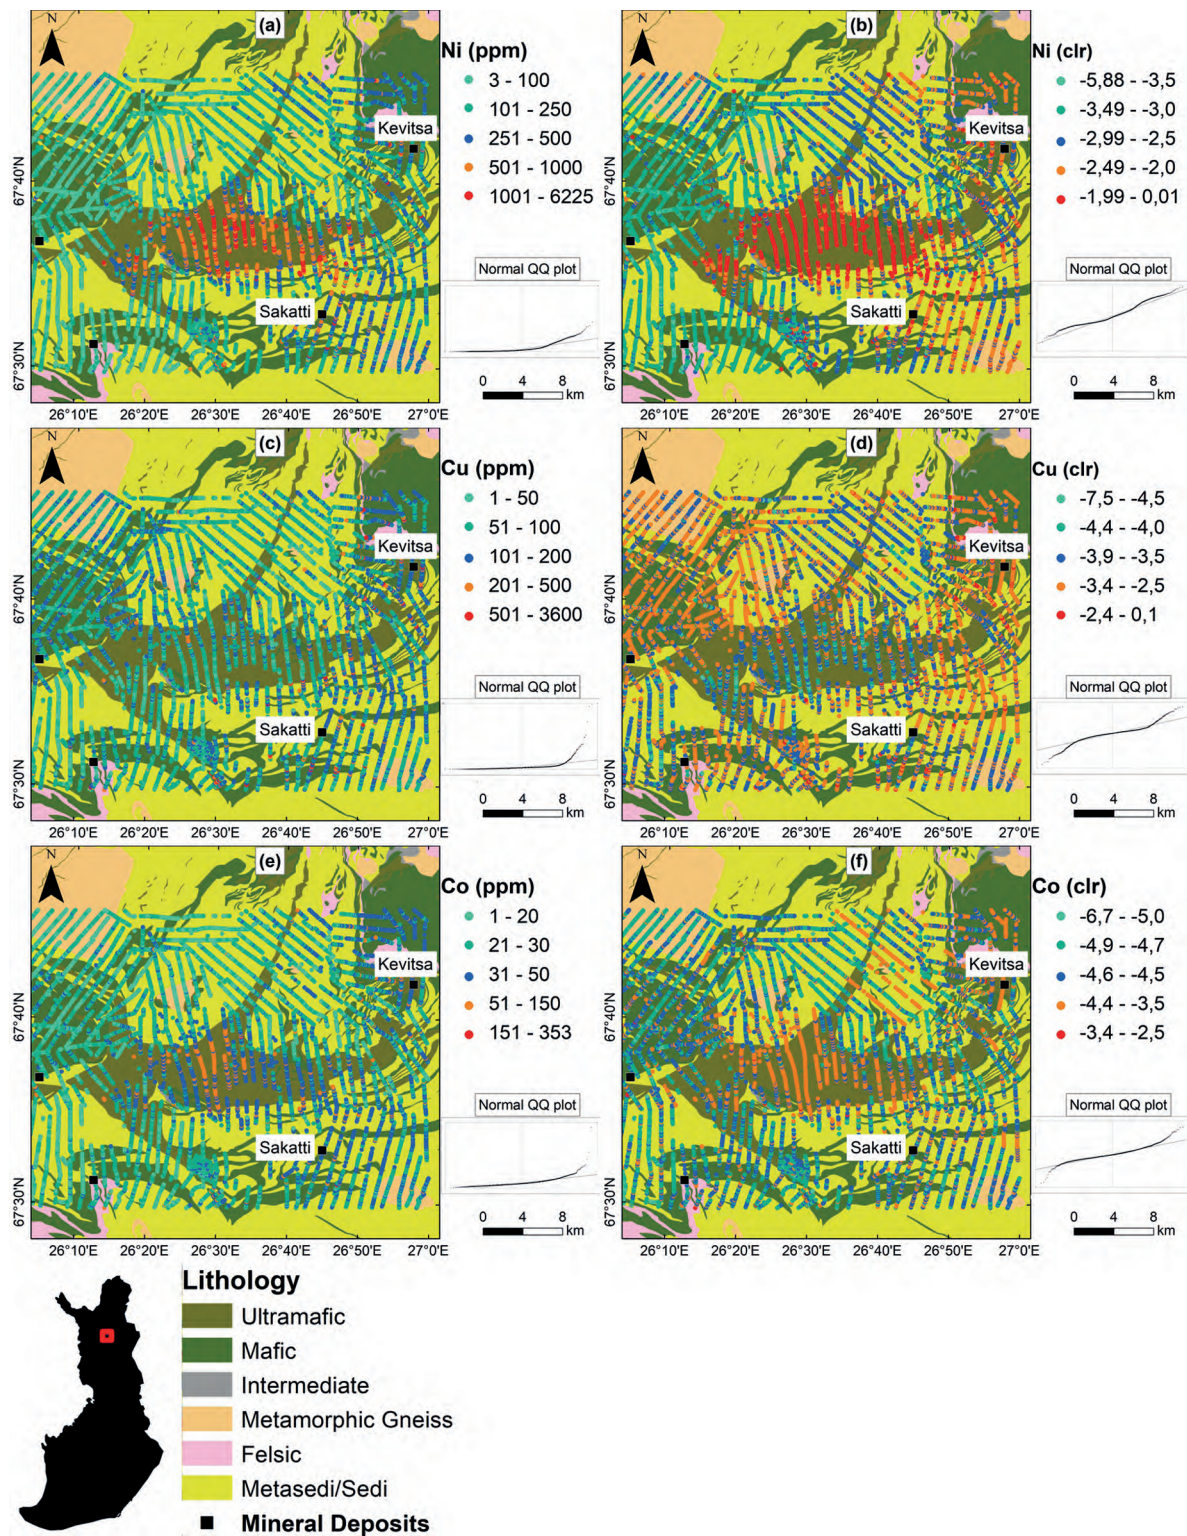 N
(a)
Ni (ppm)
3 - 100
101 - 250
251 - 500
501 - 1000
1001 - 6225
Kevitsa
Sakatti
67°40'N
67°30'N
Normal QQ plot
0 4 8
km
26°10'E 26°20'E 26°30'E 26°40'E 26°50'E 27°0'E
N
(b)
Ni (clr)
-5,88 - -3,5
-3,49 - -3,0
-2,99 - -2,5
-2,49 - -2,0
-1,99 - 0,01
Kevitsa
Sakatti
Normal QQ plot
0 4 8
km
26°10'E 26°20'E 26°30'E 26°40'E 26°50'E 27°0'E
N
(c)
Cu (ppm)
1 - 50
51 - 100
101 - 200
201 - 500
501 - 3600
Kevitsa
Sakatti
67°40'N
67°30'N
Normal QQ plot
0 4 8
km
26°10'E 26°20'E 26°30'E 26°40'E 26°50'E 27°0'E
N
(d)
Cu (clr)
-7,5 - -4,5
-4,4 - -4,0
-3,9 - -3,5
-3,4 - -2,5
-2,4 - 0,1
Kevitsa
Sakatti
Normal QQ plot
0 4 8
km
26°10'E 26°20'E 26°30'E 26°40'E 26°50'E 27°0'E
N
(e)
Co (ppm)
1 - 20
21 - 30
31 - 50
51 - 150
151 - 353
Kevitsa
Sakatti
67°40'N
67°30'N
Normal QQ plot
0 4 8
km
26°10'E 26°20'E 26°30'E 26°40'E 26°50'E 27°0'E
N
(f)
Co (clr)
-6,7 - -5,0
-4,9 - -4,7
-4,6 - -4,5
-4,4 - -3,5
-3,4 - -2,5
Kevitsa
Sakatti
Normal QQ plot
0 4 8
km
26°10'E 26°20'E 26°30'E 26°40'E 26°50'E 27°0'E
Lithology
Ultramafic
Mafic
Intermediate
Metamorphic Gneiss
Felsic
Metasedi/Sedi
Mineral Deposits